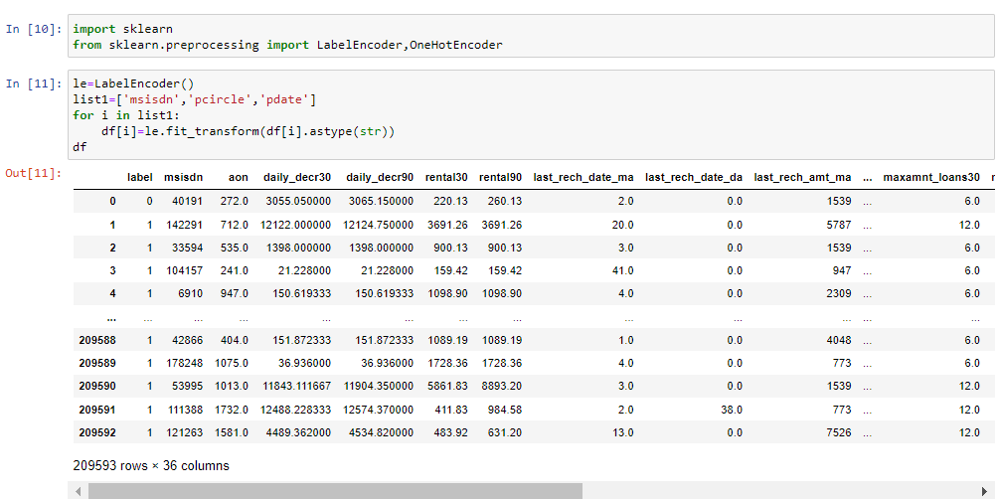 In [10]: import sklearn
from sklearn.preprocessing import LabelEncoder,OneHotEncoder
In [11]: le=LabelEncoder()
list1=['msisdn','pcircle','pdate']
for i in list1:
    df[i]=le.fit_transform(df[i].astype(str))
df
Out[11]:
label msisdn aon daily_decr30 daily_decr90 rental30 rental90 last_rech_date_ma last_rech_date_da last_rech_amt_ma ... maxamnt_loans30
0 0 40191 272.0 3055.050000 3065.150000 220.13 260.13 2.0 0.0 1539 ... 6.0
1 1 142291 712.0 12122.000000 12124.750000 3691.26 3691.26 20.0 0.0 5787 ... 12.0
2 1 33594 535.0 1398.000000 1398.000000 900.13 900.13 3.0 0.0 1539 ... 6.0
3 1 104157 241.0 21.228000 21.228000 159.42 159.42 41.0 0.0 947 ... 6.0
4 1 6910 947.0 150.619333 150.619333 1098.90 1098.90 4.0 0.0 2309 ... 6.0
... ... ... ... ... ... ... ... ... ... ... ... ...
209588 1 42866 404.0 151.872333 151.872333 1089.19 1089.19 1.0 0.0 4048 ... 6.0
209589 1 178248 1075.0 36.936000 36.936000 1728.36 1728.36 4.0 0.0 773 ... 6.0
209590 1 53995 1013.0 11843.111667 11904.350000 5861.83 8893.20 3.0 0.0 1539 ... 12.0
209591 1 111388 1732.0 12488.228333 12574.370000 411.83 984.58 2.0 38.0 773 ... 12.0
209592 1 121263 1581.0 4489.362000 4534.820000 483.92 631.20 13.0 0.0 7526 ... 12.0
209593 rows × 36 columns